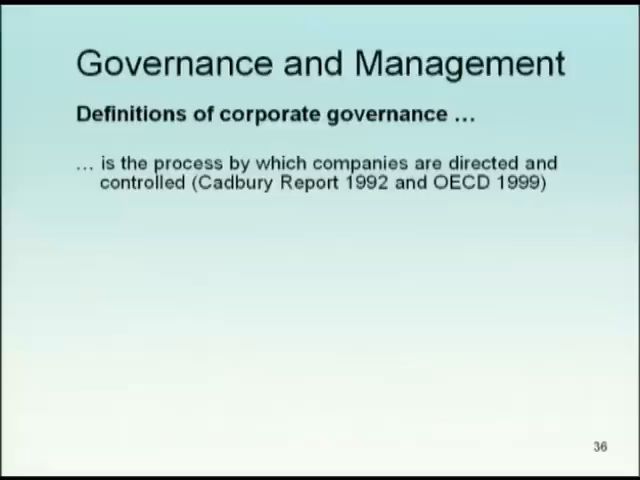 Governance and Management
Definitions of corporate governance …
… is the process by which companies are directed and
controlled (Cadbury Report 1992 and OECD 1999)
36